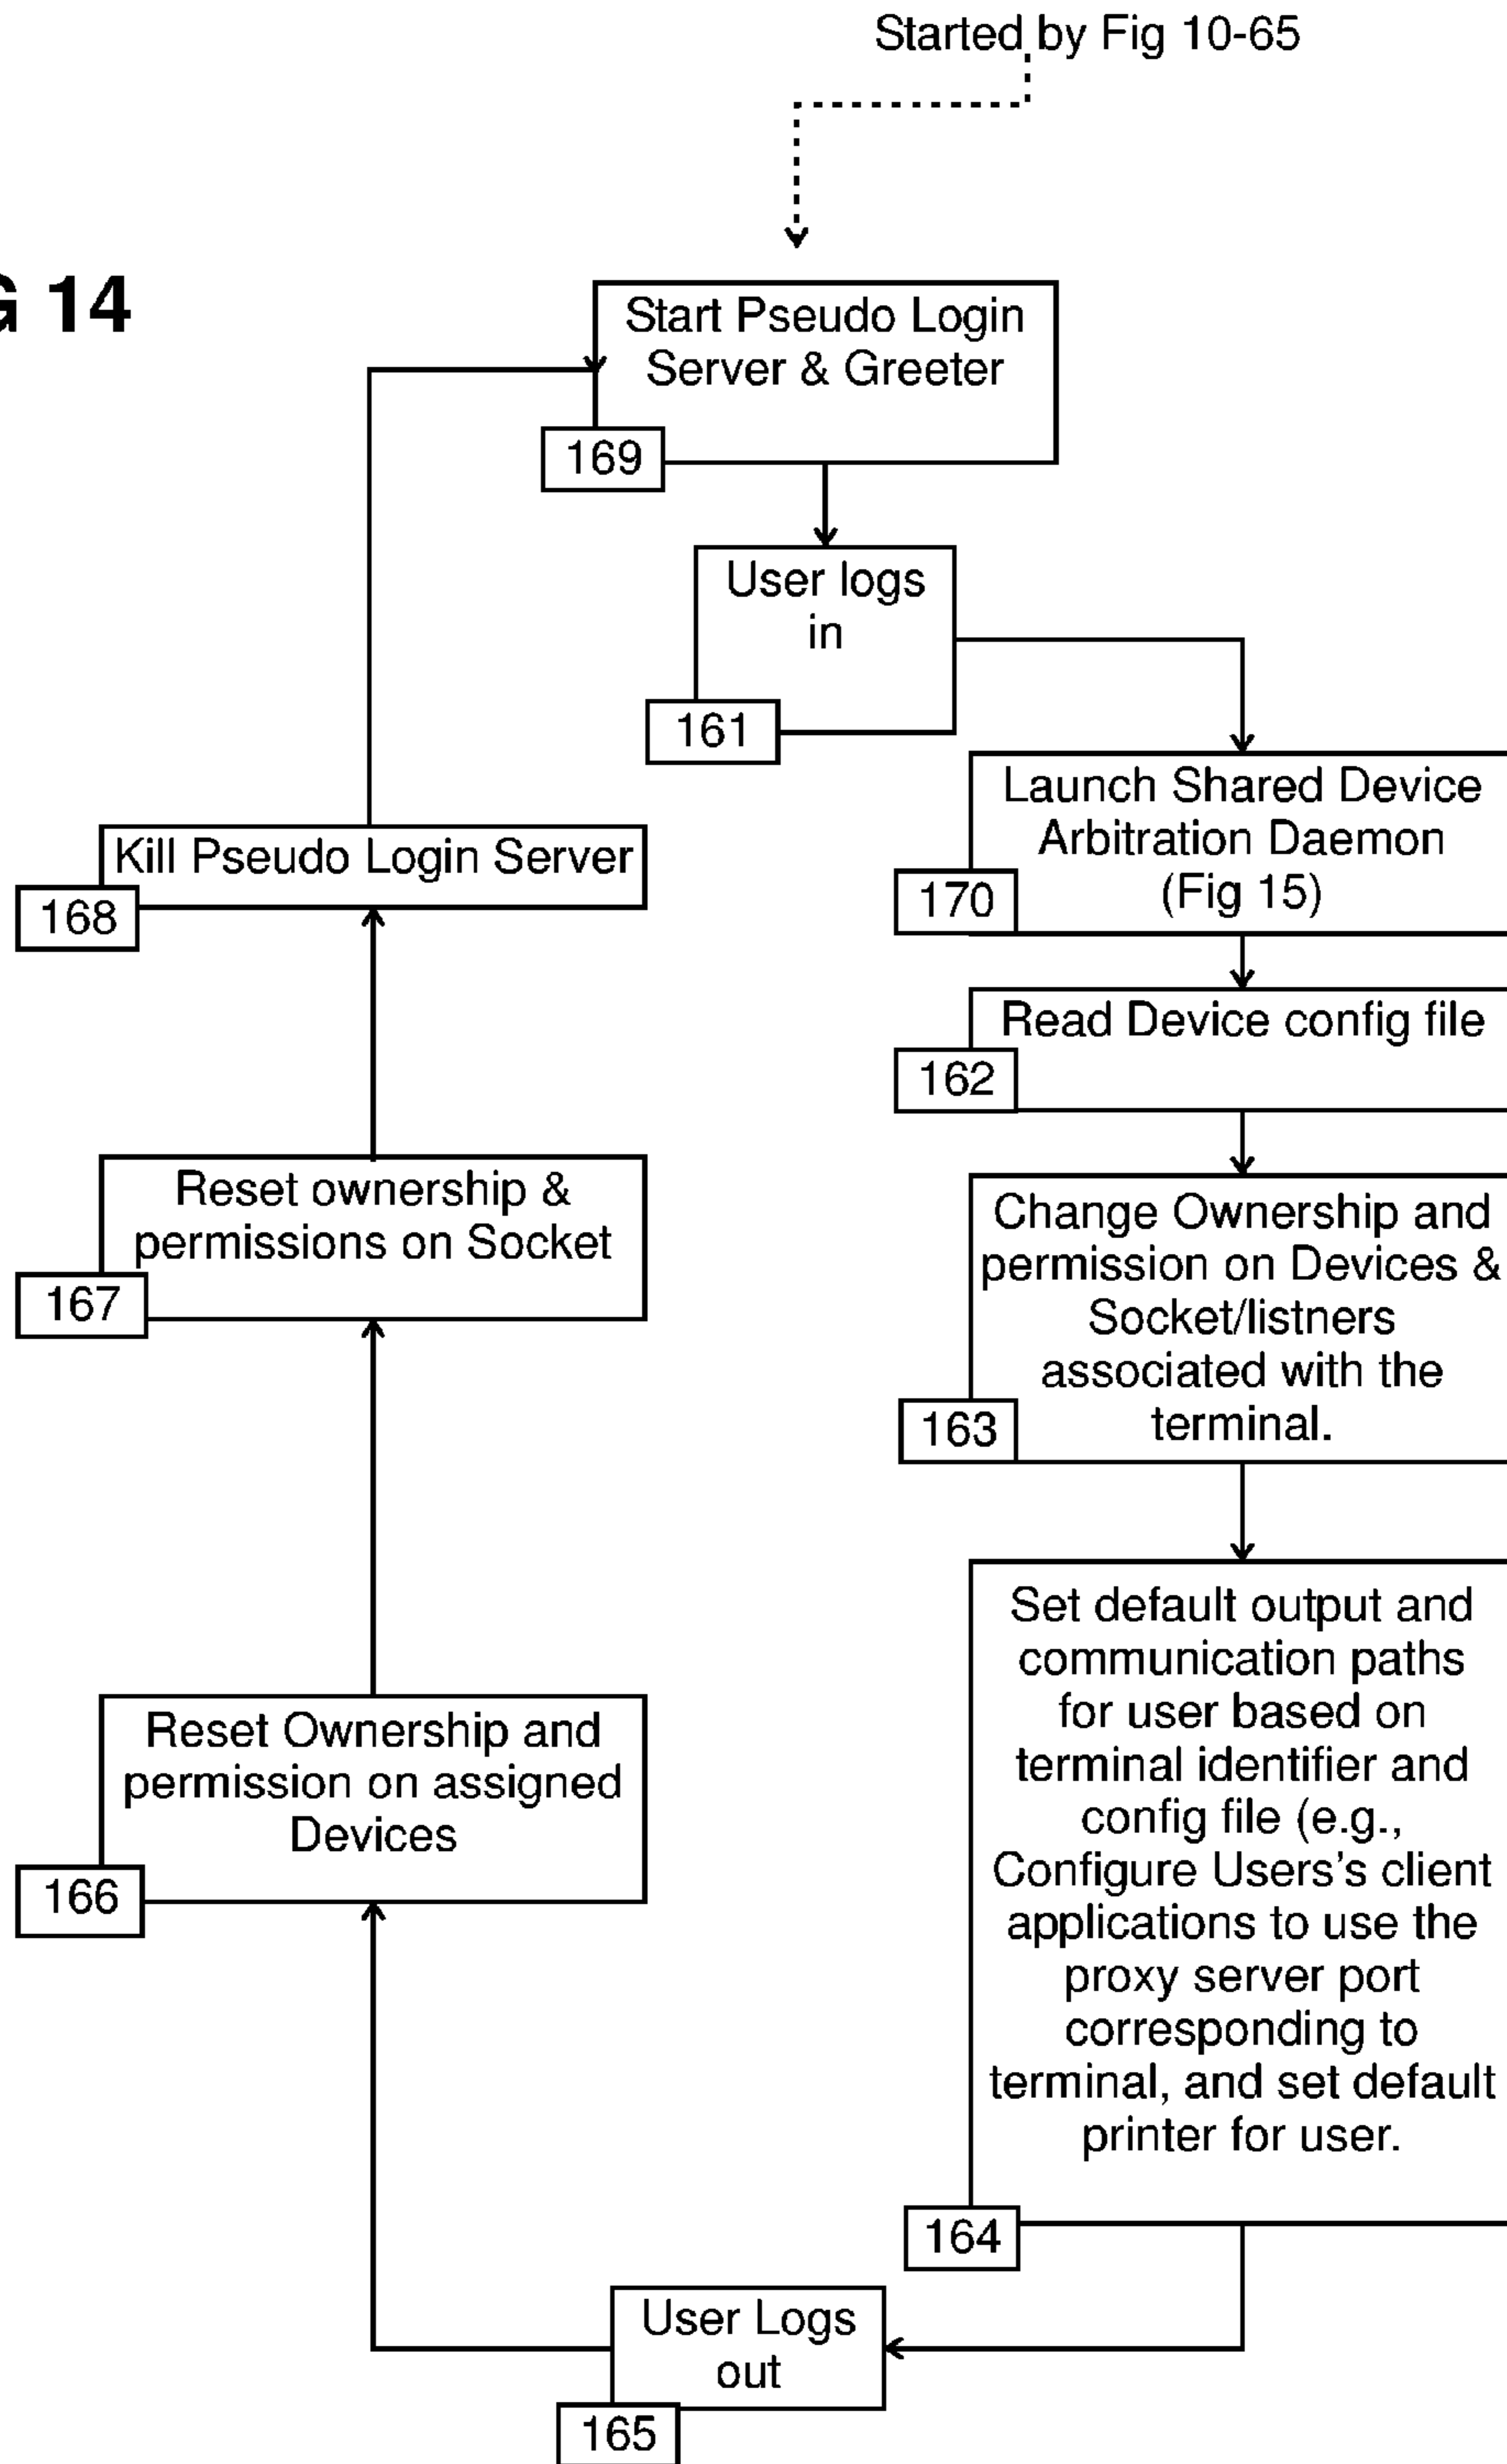 Started by Fig 10-65
G 14
Start Pseudo Login
Server & Greeter
169
User logs
in
161
Launch Shared Device
Arbitration Daemon
(Fig 15)
170
Read Device config file
162
Change Ownership and
permission on Devices &
Socket/listners
associated with the
terminal.
163
Set default output and
communication paths
for user based on
terminal identifier and
config file (e.g.,
Configure Users's client
applications to use the
proxy server port
corresponding to
terminal, and set default
printer for user.
164
User Logs
out
165
Reset Ownership and
permission on assigned
Devices
166
Reset ownership &
permissions on Socket
167
Kill Pseudo Login Server
168